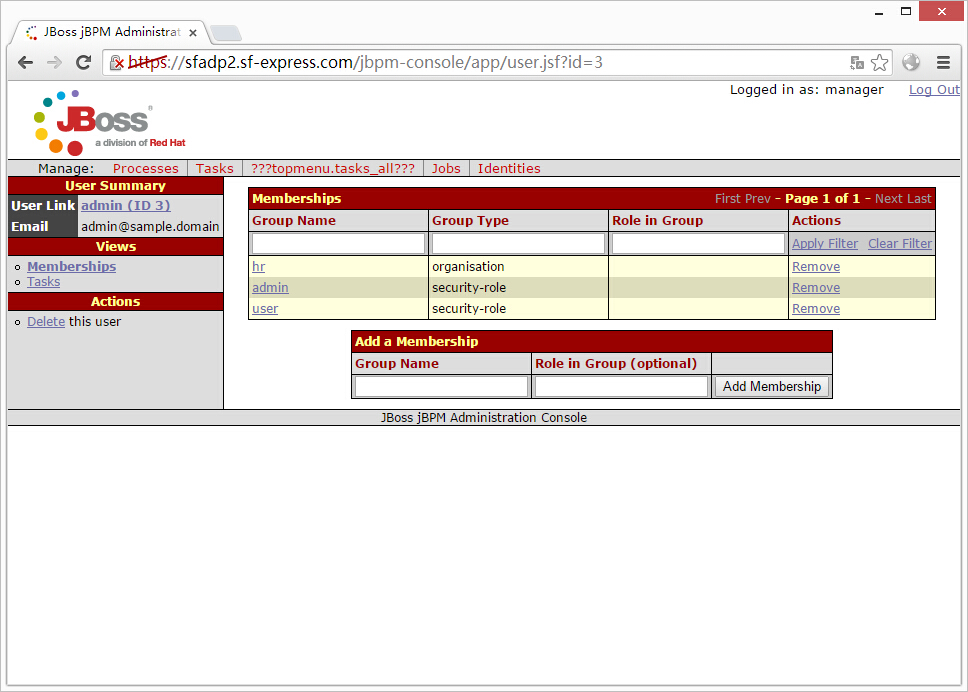 JBoss jBPM Administrat
https://sfadp2.sf-express.com/jbpm-console/app/user.jsf?id=3
Logged in as: manager Log Out
JBoss®
a division of Red Hat
Manage: Processes Tasks ???topmenu.tasks_all??? Jobs Identities
User Summary
User Link admin (ID 3)
Email admin@sample.domain
Views
Memberships
Tasks
Actions
Delete this user
Memberships First Prev - Page 1 of 1 - Next Last
Group Name Group Type Role in Group Actions
Apply Filter Clear Filter
hr organisation Remove
admin security-role Remove
user security-role Remove
Add a Membership
Group Name Role in Group (optional)
Add Membership
JBoss jBPM Administration Console